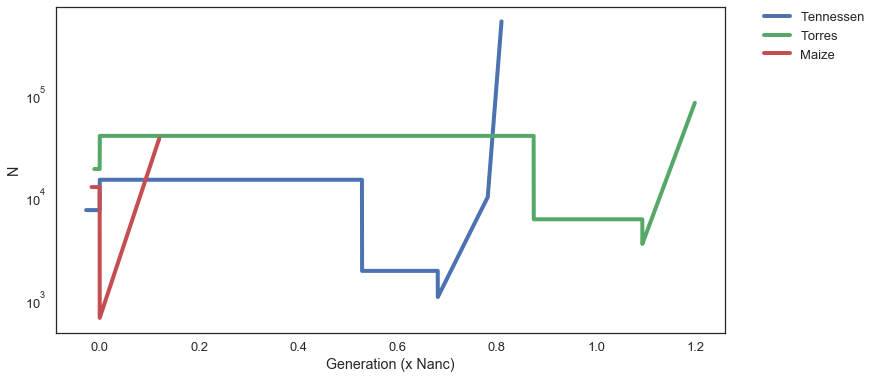 Tennessen
Torres
Maize
10^5
10^4
10^3
N
0.0 0.2 0.4 0.6 0.8 1.0 1.2
Generation (x Nanc)